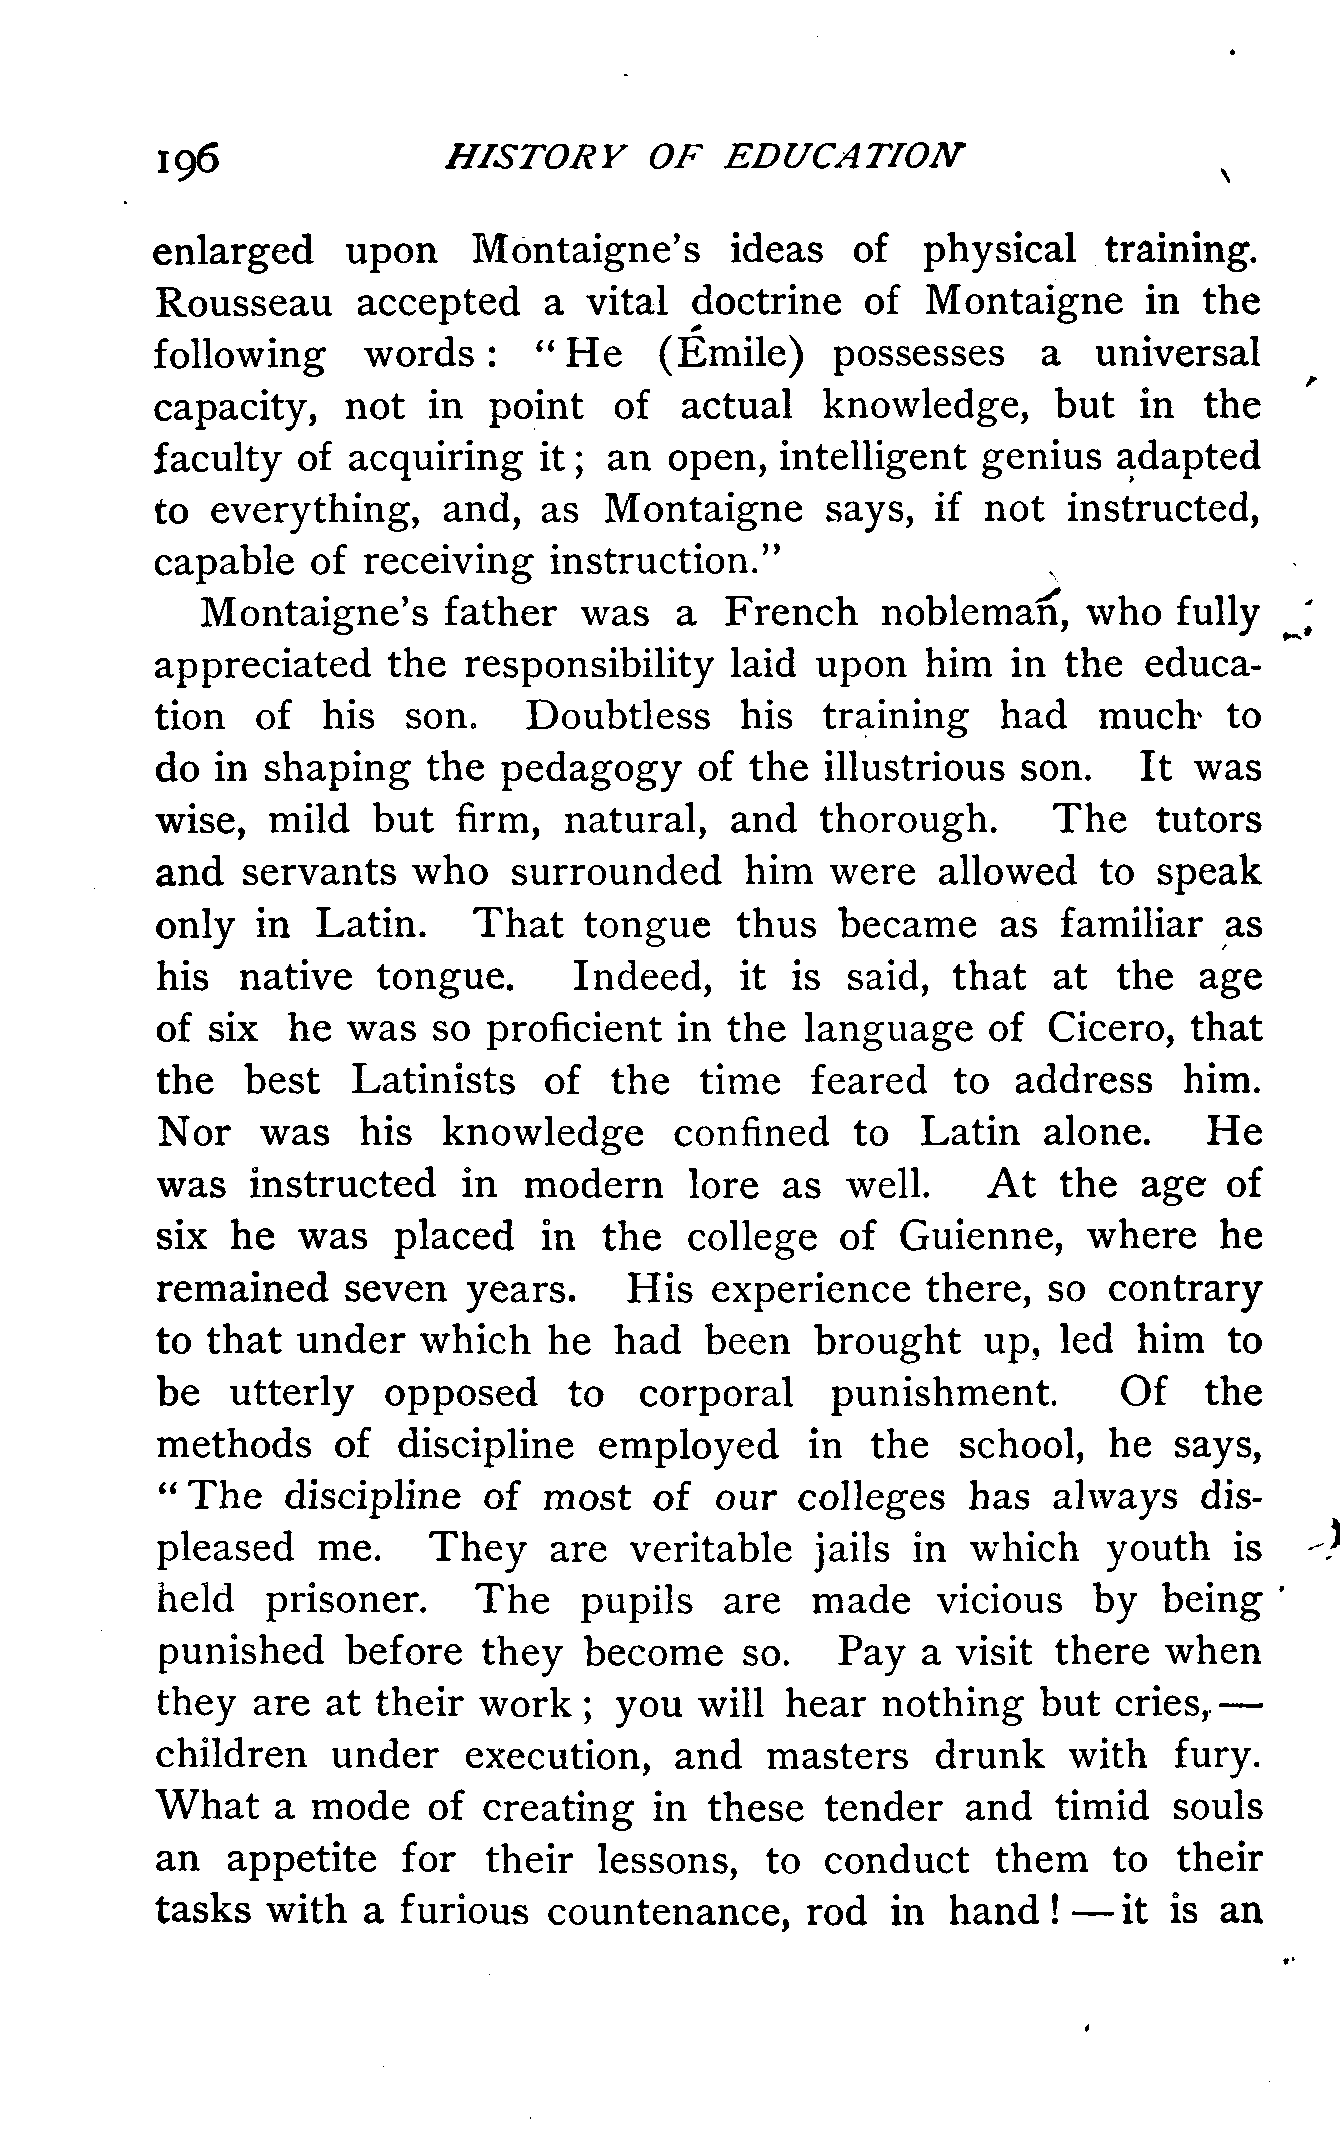 196 HISTORY OF EDUCATION
enlarged upon Montaigne's ideas of physical training.
Rousseau accepted a vital doctrine of Montaigne in the
following words : “ He (Émile) possesses a universal
capacity, not in point of actual knowledge, but in the
faculty of acquiring it ; an open, intelligent genius adapted
to everything, and, as Montaigne says, if not instructed,
capable of receiving instruction.”
Montaigne's father was a French nobleman, who fully
appreciated the responsibility laid upon him in the educa-
tion of his son. Doubtless his training had much to
do in shaping the pedagogy of the illustrious son. It was
wise, mild but firm, natural, and thorough. The tutors
and servants who surrounded him were allowed to speak
only in Latin. That tongue thus became as familiar as
his native tongue. Indeed, it is said, that at the age
of six he was so proficient in the language of Cicero, that
the best Latinists of the time feared to address him.
Nor was his knowledge confined to Latin alone. He
was instructed in modern lore as well. At the age of
six he was placed in the college of Guienne, where he
remained seven years. His experience there, so contrary
to that under which he had been brought up, led him to
be utterly opposed to corporal punishment. Of the
methods of discipline employed in the school, he says,
“ The discipline of most of our colleges has always dis-
pleased me. They are veritable jails in which youth is
held prisoner. The pupils are made vicious by being
punished before they become so. Pay a visit there when
they are at their work ; you will hear nothing but cries, —
children under execution, and masters drunk with fury.
What a mode of creating in these tender and timid souls
an appetite for their lessons, to conduct them to their
tasks with a furious countenance, rod in hand ! — it is an